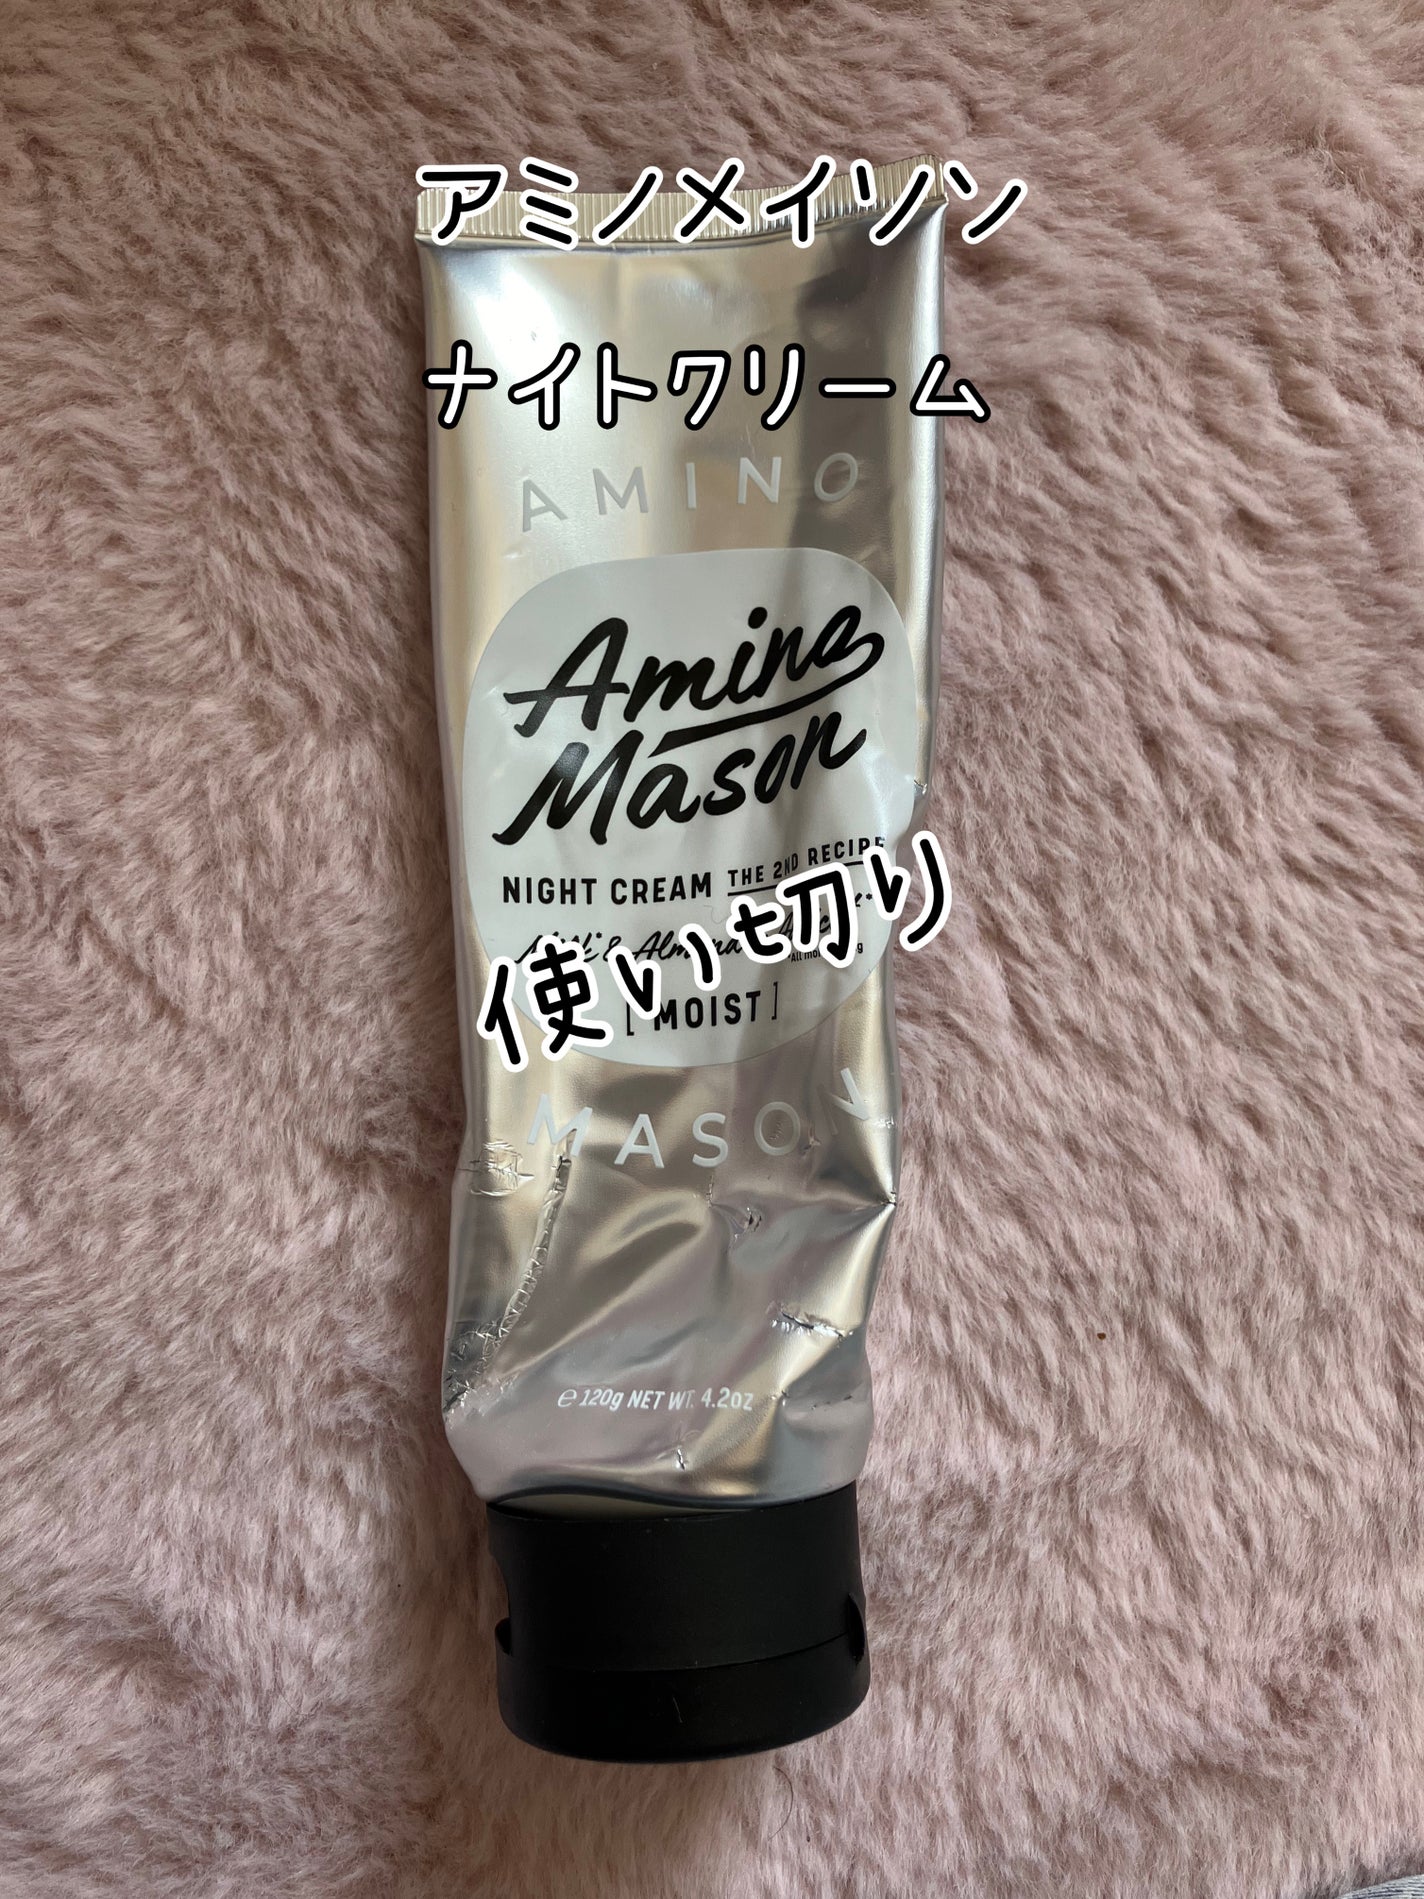 アミノメイソン
ナイトクリーム
AMINO
Amino
Mason
NIGHT CREAM THE 2ND RECIPE
使い切り
[MOIST]
MASON
e 120g NET WT. 4.2oz